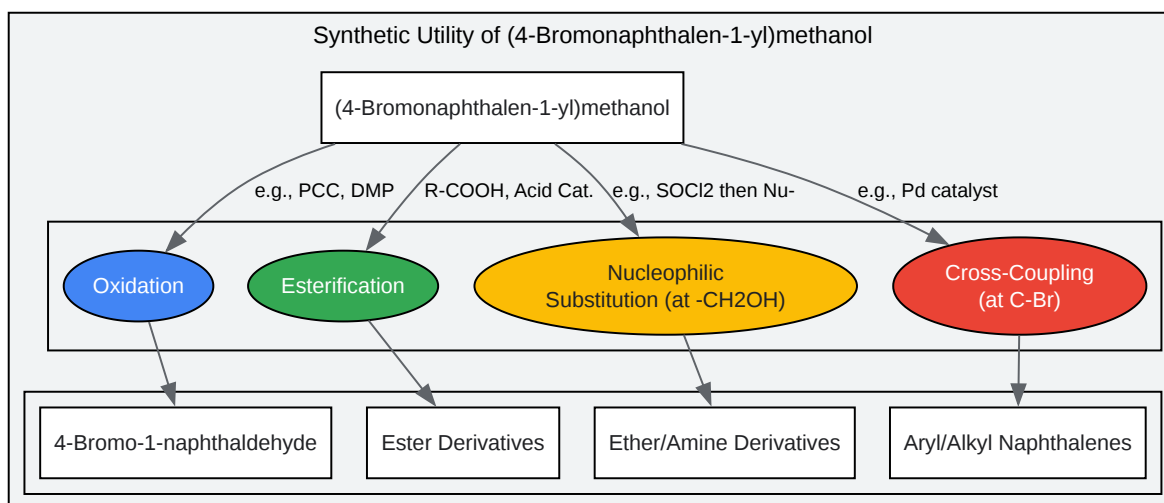 Synthetic Utility of (4-Bromonaphthalen-1-yl)methanol
(4-Bromonaphthalen-1-yl)methanol
e.g., PCC, DMP
R-COOH, Acid Cat.
e.g., SOCl2 then Nu-
e.g., Pd catalyst
Oxidation
Esterification
Nucleophilic
Substitution (at -CH2OH)
Cross-Coupling
(at C-Br)
4-Bromo-1-naphthaldehyde
Ester Derivatives
Ether/Amine Derivatives
Aryl/Alkyl Naphthalenes